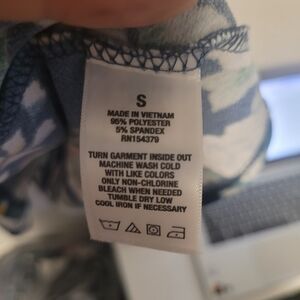 S
MADE IN VIETNAM
95% POLYESTER
5% SPANDEX
RN154379
TURN GARMENT INSIDE OUT
MACHINE WASH COLD
WITH LIKE COLORS
ONLY NON-CHLORINE
BLEACH WHEN NEEDED
TUMBLE DRY LOW
COOL IRON IF NECESSARY